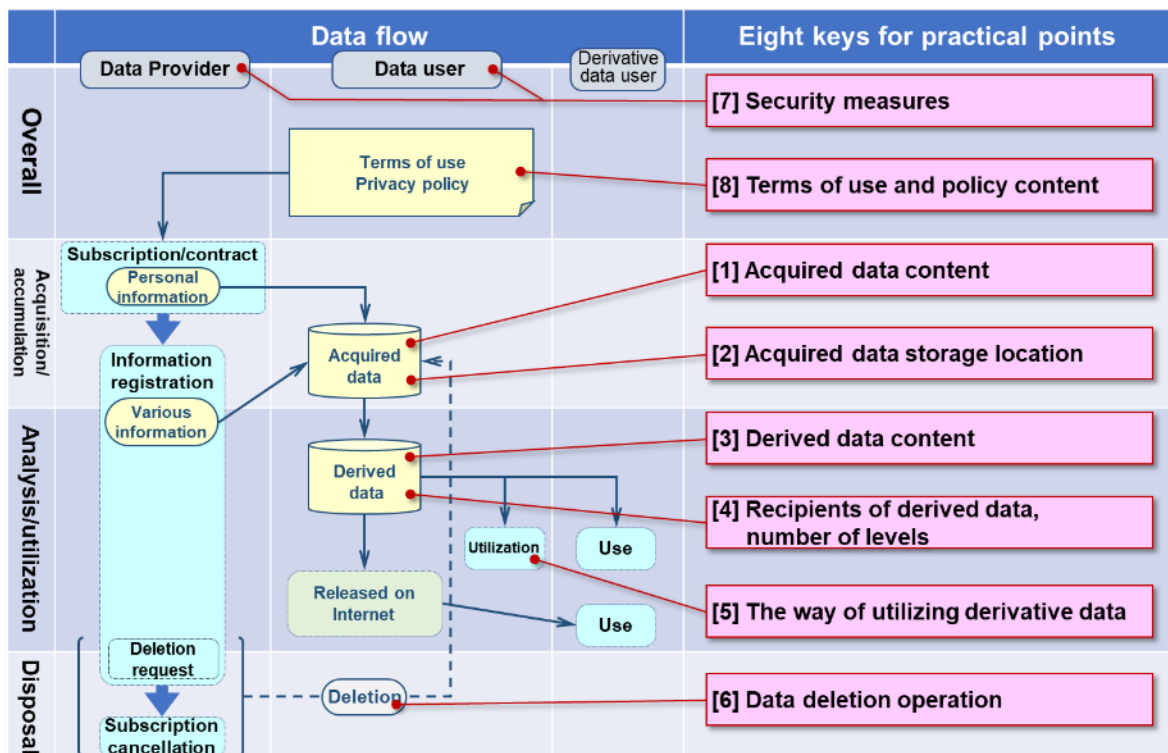 Data flow
Eight keys for practical points
Data Provider
Data user
Derivative
data user
Overall
[7] Security measures
Terms of use
Privacy policy
[8] Terms of use and policy content
Acquisition/
accumulation
Subscription/contract
Personal
information
[1] Acquired data content
Acquired
data
[2] Acquired data storage location
Information
registration
Various
information
Analysis/utilization
[3] Derived data content
Derived
data
[4] Recipients of derived data,
number of levels
Utilization
Use
Released on
Internet
Use
[5] The way of utilizing derivative data
Deletion
request
Disposal
Deletion
[6] Data deletion operation
Subscription
cancellation